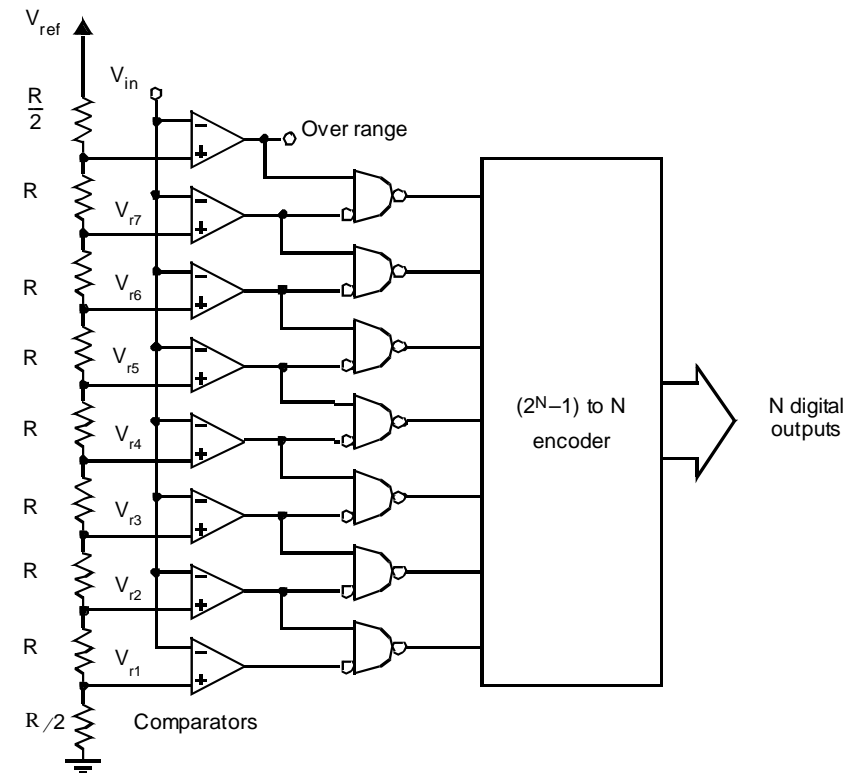 V_ref
V_in
R/2
Over range
R
V_r7
R
V_r6
R
V_r5
(2^N–1) to N
encoder
N digital
outputs
R
V_r4
R
V_r3
R
V_r2
R
V_r1
R/2
Comparators